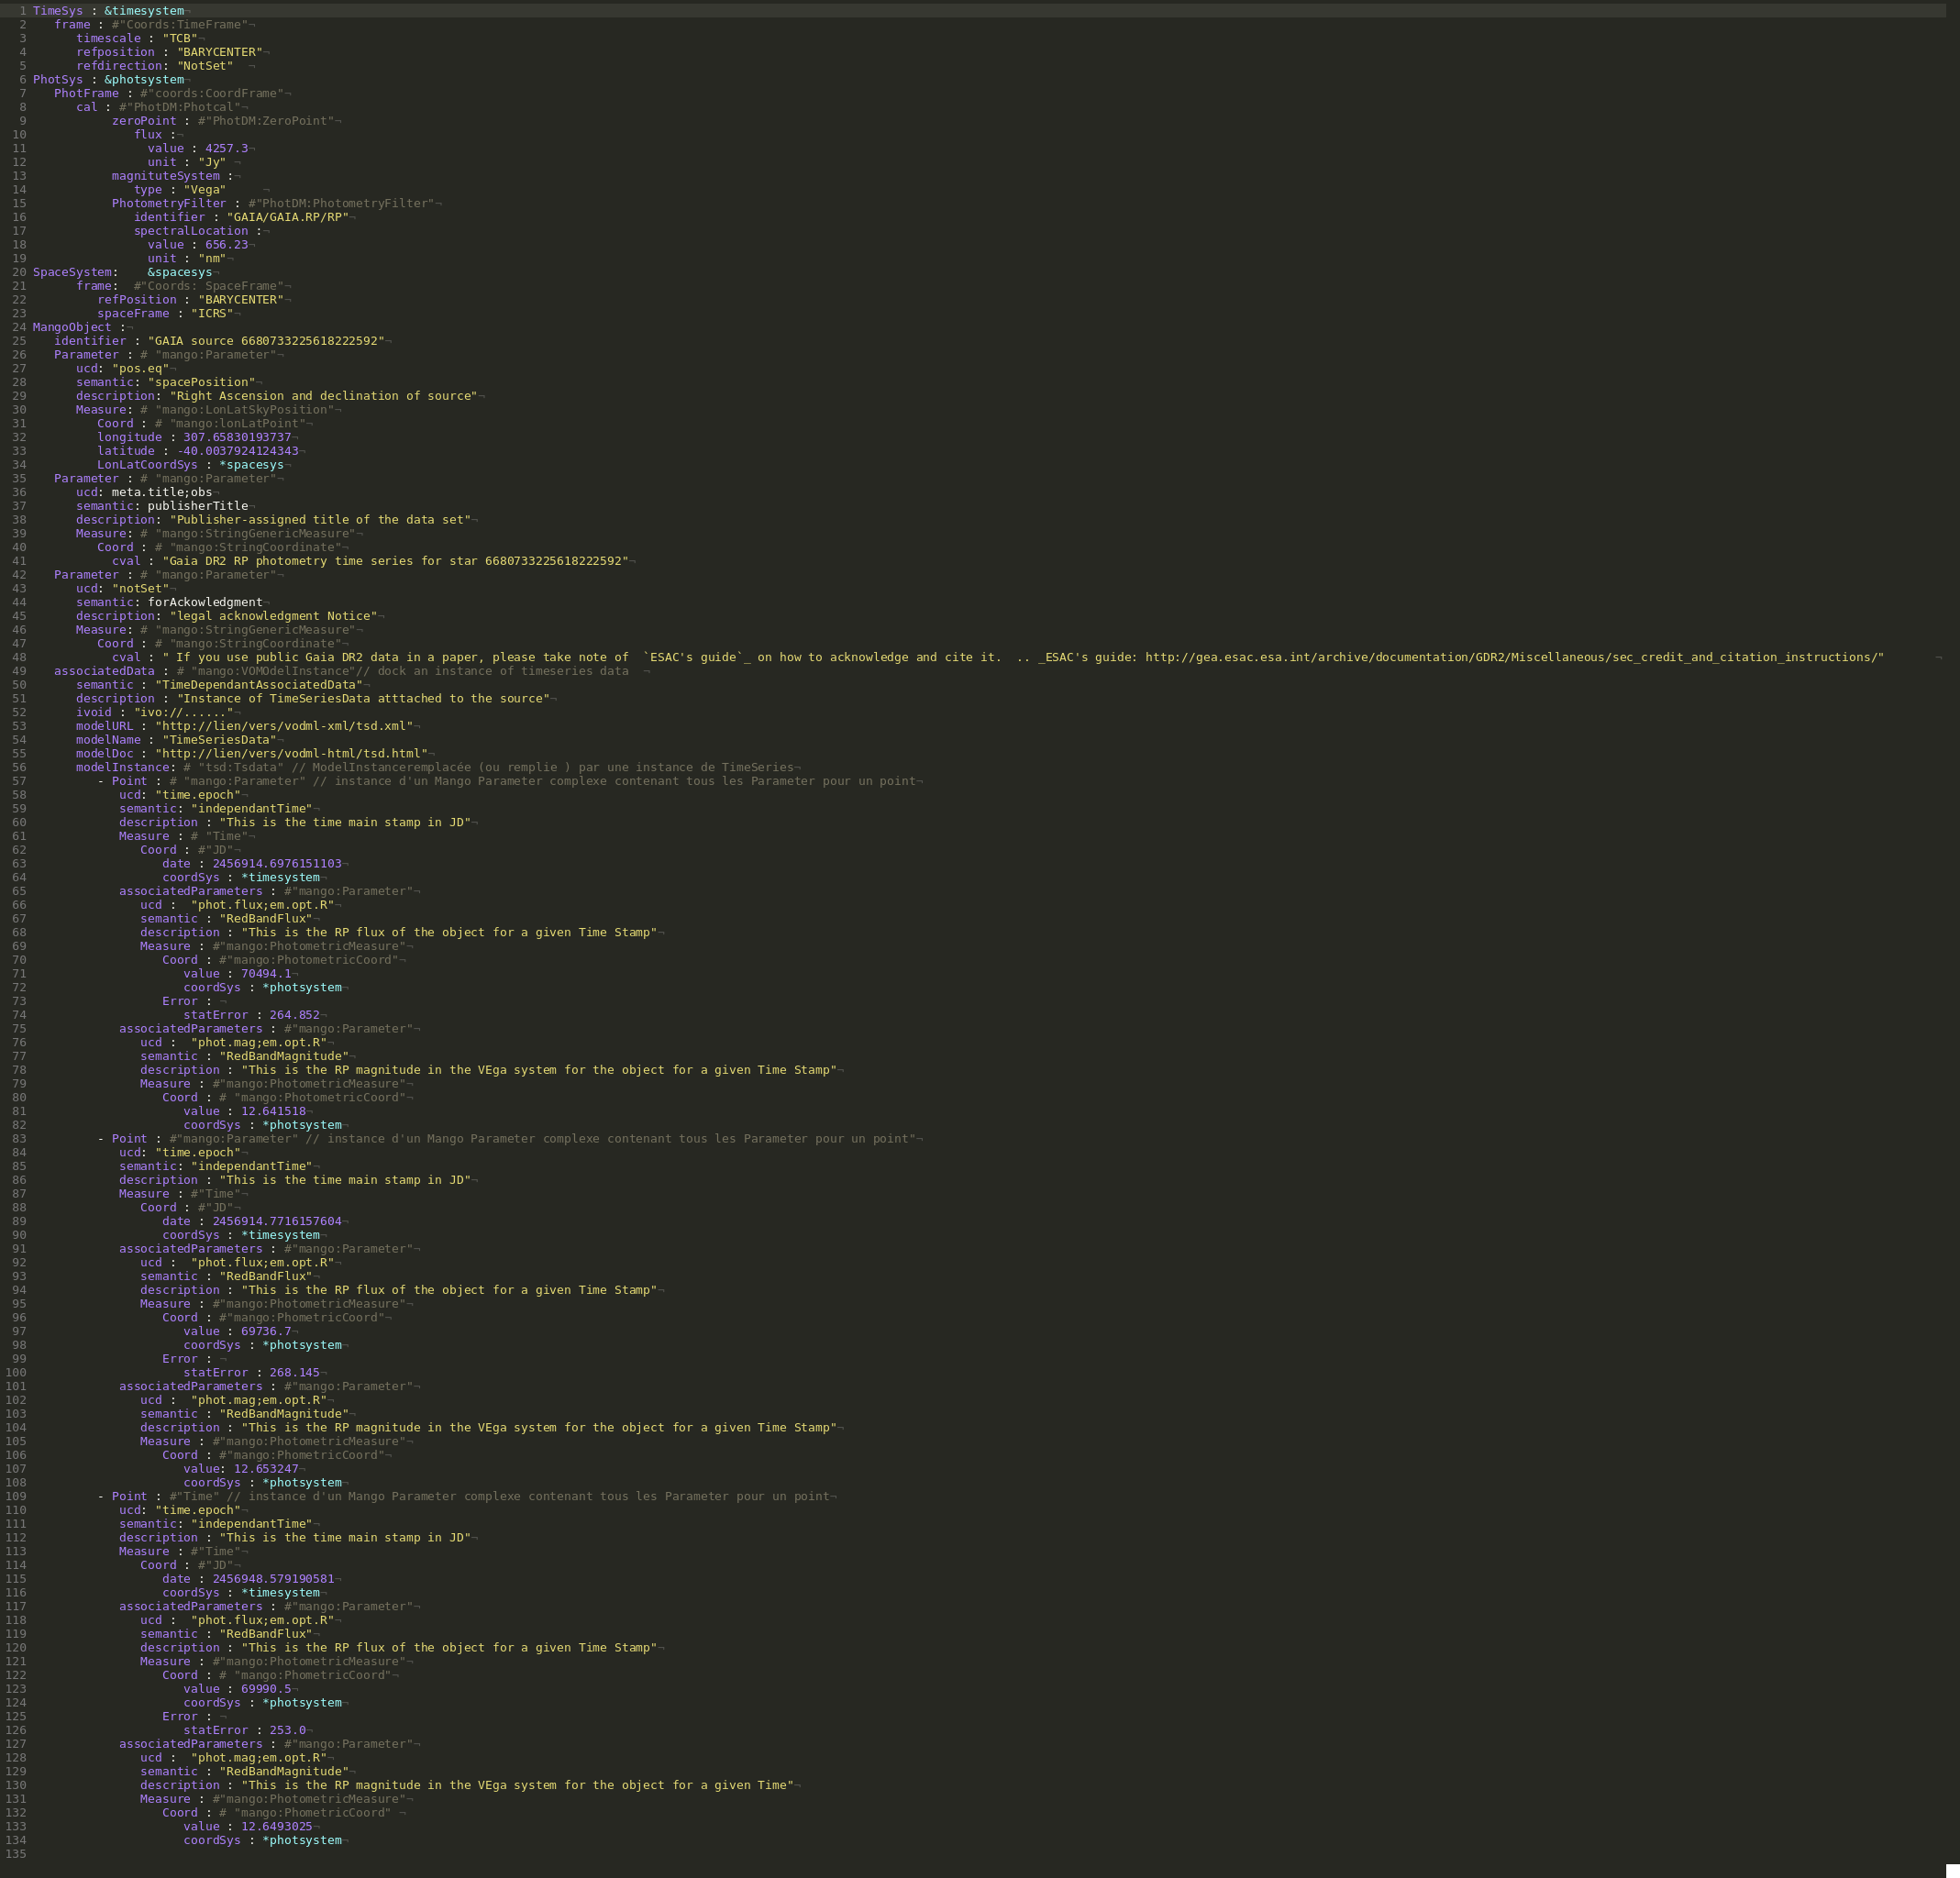 1 TimeSys : &timesystem¬
2 frame : #"Coords:TimeFrame"¬
3 timescale : "TCB"¬
4 refposition : "BARYCENTER"¬
5 refdirection: "NotSet"  ¬
6 PhotSys : &photsystem¬
7 PhotFrame : #"coords:CoordFrame"¬
8 cal : #"PhotDM:Photcal"¬
9 zeroPoint : #"PhotDM:ZeroPoint"¬
10 flux :¬
11 value : 4257.3¬
12 unit : "Jy" ¬
13 magnituteSystem :¬
14 type : "Vega"     ¬
15 PhotometryFilter : #"PhotDM:PhotometryFilter"¬
16 identifier : "GAIA/GAIA.RP/RP"¬
17 spectralLocation :¬
18 value : 656.23¬
19 unit : "nm"¬
20 SpaceSystem:    &spacesys¬
21 frame:  #"Coords: SpaceFrame"¬
22 refPosition : "BARYCENTER"¬
23 spaceFrame : "ICRS"¬
24 MangoObject :¬
25 identifier : "GAIA source 6680733225618222592"¬
26 Parameter : # "mango:Parameter"¬
27 ucd: "pos.eq"¬
28 semantic: "spacePosition"¬
29 description: "Right Ascension and declination of source"¬
30 Measure: # "mango:LonLatSkyPosition"¬
31 Coord : # "mango:lonLatPoint"¬
32 longitude : 307.65830193737¬
33 latitude : -40.0037924124343¬
34 LonLatCoordSys : *spacesys¬
35 Parameter : # "mango:Parameter"¬
36 ucd: meta.title;obs¬
37 semantic: publisherTitle¬
38 description: "Publisher-assigned title of the data set"¬
39 Measure: # "mango:StringGenericMeasure"¬
40 Coord : # "mango:StringCoordinate"¬
41 cval : "Gaia DR2 RP photometry time series for star 6680733225618222592"¬
42 Parameter : # "mango:Parameter"¬
43 ucd: "notSet"¬
44 semantic: forAckowledgment¬
45 description: "legal acknowledgment Notice"¬
46 Measure: # "mango:StringGenericMeasure"¬
47 Coord : # "mango:StringCoordinate"¬
48 cval : " If you use public Gaia DR2 data in a paper, please take note of  `ESAC's guide`_ on how to acknowledge and cite it.  .. _ESAC's guide: http://gea.esac.esa.int/archive/documentation/GDR2/Miscellaneous/sec_credit_and_citation_instructions/"       ¬
49 associatedData : # "mango:VOMOdelInstance"// dock an instance of timeseries data  ¬
50 semantic : "TimeDependantAssociatedData"¬
51 description : "Instance of TimeSeriesData atttached to the source"¬
52 ivoid : "ivo://......"¬
53 modelURL : "http://lien/vers/vodml-xml/tsd.xml"¬
54 modelName : "TimeSeriesData"¬
55 modelDoc : "http://lien/vers/vodml-html/tsd.html"¬
56 modelInstance: # "tsd:Tsdata" // ModelInstanceremplacée (ou remplie ) par une instance de TimeSeries¬
57 - Point : # "mango:Parameter" // instance d'un Mango Parameter complexe contenant tous les Parameter pour un point¬
58 ucd: "time.epoch"¬
59 semantic: "independantTime"¬
60 description : "This is the time main stamp in JD"¬
61 Measure : # "Time"¬
62 Coord : #"JD"¬
63 date : 2456914.6976151103¬
64 coordSys : *timesystem¬
65 associatedParameters : #"mango:Parameter"¬
66 ucd :  "phot.flux;em.opt.R"¬
67 semantic : "RedBandFlux"¬
68 description : "This is the RP flux of the object for a given Time Stamp"¬
69 Measure : #"mango:PhotometricMeasure"¬
70 Coord : #"mango:PhotometricCoord"¬
71 value : 70494.1¬
72 coordSys : *photsystem¬
73 Error : ¬
74 statError : 264.852¬
75 associatedParameters : #"mango:Parameter"¬
76 ucd :  "phot.mag;em.opt.R"¬
77 semantic : "RedBandMagnitude"¬
78 description : "This is the RP magnitude in the VEga system for the object for a given Time Stamp"¬
79 Measure : #"mango:PhotometricMeasure"¬
80 Coord : # "mango:PhotometricCoord"¬
81 value : 12.641518¬
82 coordSys : *photsystem¬
83 - Point : #"mango:Parameter" // instance d'un Mango Parameter complexe contenant tous les Parameter pour un point"¬
84 ucd: "time.epoch"¬
85 semantic: "independantTime"¬
86 description : "This is the time main stamp in JD"¬
87 Measure : #"Time"¬
88 Coord : #"JD"¬
89 date : 2456914.7716157604¬
90 coordSys : *timesystem¬
91 associatedParameters : #"mango:Parameter"¬
92 ucd :  "phot.flux;em.opt.R"¬
93 semantic : "RedBandFlux"¬
94 description : "This is the RP flux of the object for a given Time Stamp"¬
95 Measure : #"mango:PhotometricMeasure"¬
96 Coord : #"mango:PhometricCoord"¬
97 value : 69736.7¬
98 coordSys : *photsystem¬
99 Error : ¬
100 statError : 268.145¬
101 associatedParameters : #"mango:Parameter"¬
102 ucd :  "phot.mag;em.opt.R"¬
103 semantic : "RedBandMagnitude"¬
104 description : "This is the RP magnitude in the VEga system for the object for a given Time Stamp"¬
105 Measure : #"mango:PhotometricMeasure"¬
106 Coord : #"mango:PhometricCoord"¬
107 value: 12.653247¬
108 coordSys : *photsystem¬
109 - Point : #"Time" // instance d'un Mango Parameter complexe contenant tous les Parameter pour un point¬
110 ucd: "time.epoch"¬
111 semantic: "independantTime"¬
112 description : "This is the time main stamp in JD"¬
113 Measure : #"Time"¬
114 Coord : #"JD"¬
115 date : 2456948.579190581¬
116 coordSys : *timesystem¬
117 associatedParameters : #"mango:Parameter"¬
118 ucd :  "phot.flux;em.opt.R"¬
119 semantic : "RedBandFlux"¬
120 description : "This is the RP flux of the object for a given Time Stamp"¬
121 Measure : #"mango:PhotometricMeasure"¬
122 Coord : # "mango:PhometricCoord"¬
123 value : 69990.5¬
124 coordSys : *photsystem¬
125 Error : ¬
126 statError : 253.0¬
127 associatedParameters : #"mango:Parameter"¬
128 ucd :  "phot.mag;em.opt.R"¬
129 semantic : "RedBandMagnitude"¬
130 description : "This is the RP magnitude in the VEga system for the object for a given Time"¬
131 Measure : #"mango:PhotometricMeasure"¬
132 Coord : # "mango:PhometricCoord" ¬
133 value : 12.6493025¬
134 coordSys : *photsystem¬
135